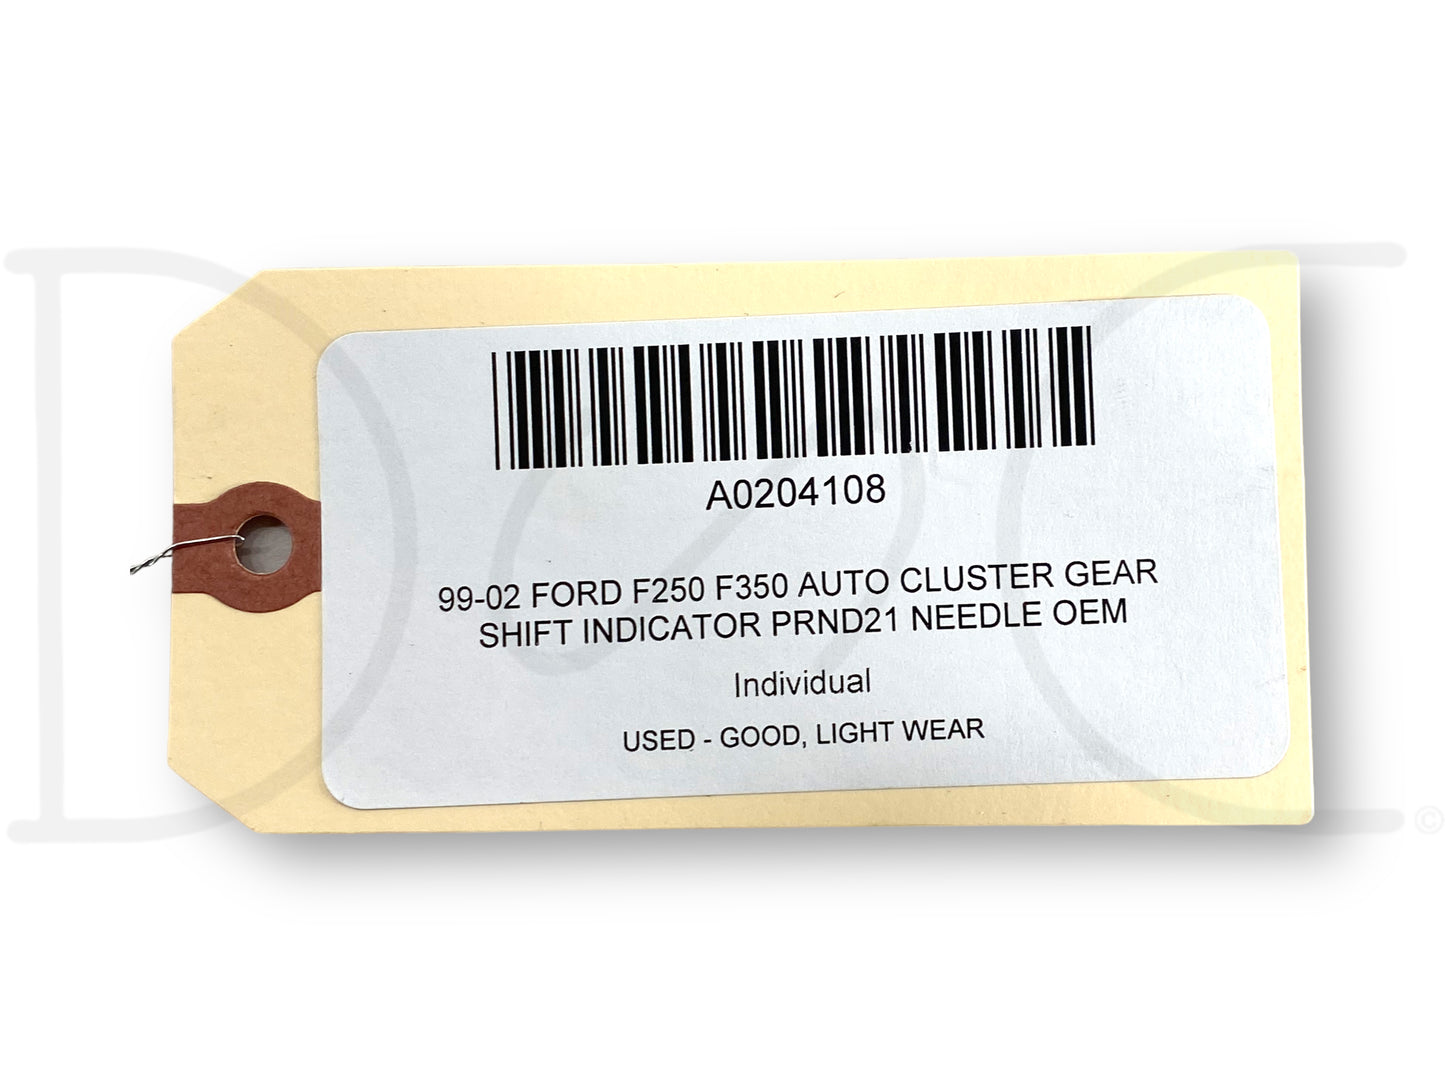 A0204108
99-02 FORD F250 F350 AUTO CLUSTER GEAR
SHIFT INDICATOR PRND21 NEEDLE OEM
Individual
USED - GOOD, LIGHT WEAR
D C ©